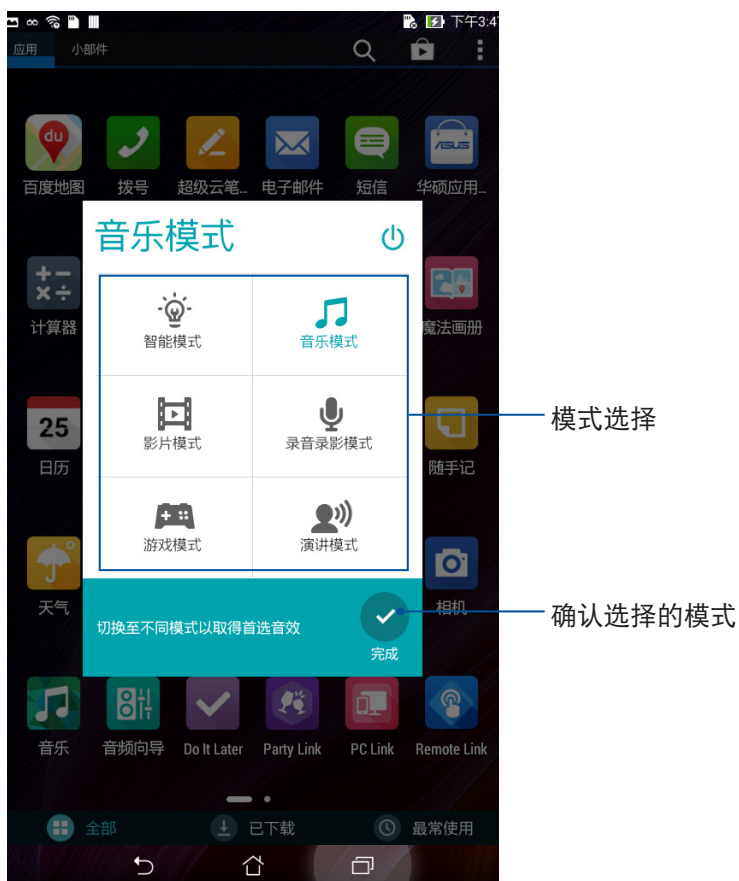 下午3:47
应用 小部件
du
ASUS
百度地图 拨号 超级云笔... 电子邮件 短信 华硕应用...
音乐模式
计算器 智能模式 音乐模式 魔法画册
模式选择
25
日历 影片模式 录音录影模式 随手记
游戏模式 演讲模式
天气 相机
确认选择的模式
切换至不同模式以取得首选音效
完成
音乐 音频向导 Do It Later Party Link PC Link Remote Link
全部 已下载 最常使用